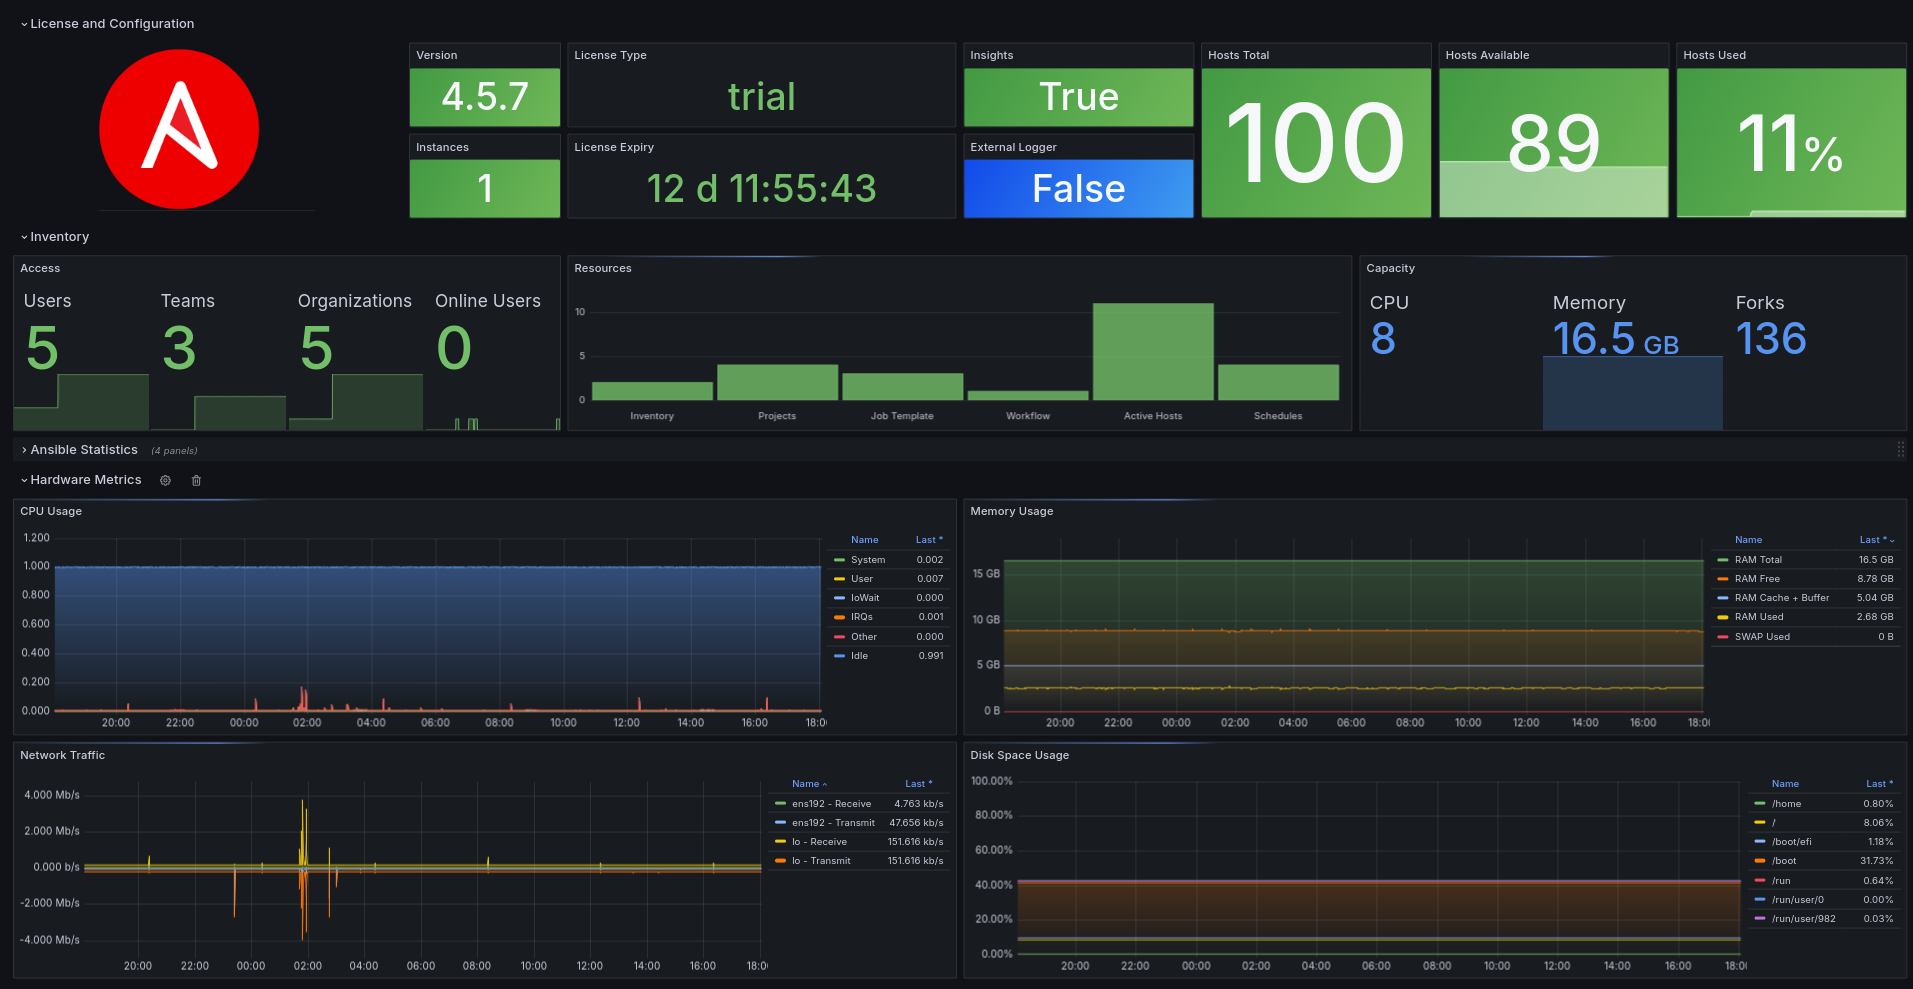 License and Configuration
Version
4.5.7
License Type
trial
Insights
True
Hosts Total
100
Hosts Available
89
Hosts Used
11%
Instances
1
License Expiry
12 d 11:55:43
External Logger
False
Inventory
Access
Users
5
Teams
3
Organizations
5
Online Users
0
Resources
10
5
0
Inventory Projects Job Template Workflow Active Hosts Schedules
Capacity
CPU
8
Memory
16.5 GB
Forks
136
Ansible Statistics (4 panels)
Hardware Metrics
CPU Usage
1.200
1.000
0.800
0.600
0.400
0.200
0.000
20:00 22:00 00:00 02:00 04:00 06:00 08:00 10:00 12:00 14:00 16:00 18:0
Name Last *
System 0.002
User 0.007
IoWait 0.000
IRQs 0.001
Other 0.000
Idle 0.991
Memory Usage
15 GB
10 GB
5 GB
0 B
20:00 22:00 00:00 02:00 04:00 06:00 08:00 10:00 12:00 14:00 16:00 18:0
Name Last *
RAM Total 16.5 GB
RAM Free 8.78 GB
RAM Cache + Buffer 5.04 GB
RAM Used 2.68 GB
SWAP Used 0 B
Network Traffic
4.000 Mb/s
2.000 Mb/s
0.000 b/s
-2.000 Mb/s
-4.000 Mb/s
20:00 22:00 00:00 02:00 04:00 06:00 08:00 10:00 12:00 14:00 16:00 18:0
Name Last *
ens192 - Receive 4.763 kb/s
ens192 - Transmit 47.656 kb/s
lo - Receive 151.616 kb/s
lo - Transmit 151.616 kb/s
Disk Space Usage
100.00%
80.00%
60.00%
40.00%
20.00%
0.00%
20:00 22:00 00:00 02:00 04:00 06:00 08:00 10:00 12:00 14:00 16:00 18:0
Name Last *
/home 0.80%
/ 8.06%
/boot/efi 1.18%
/boot 31.73%
/run 0.64%
/run/user/0 0.00%
/run/user/982 0.03%